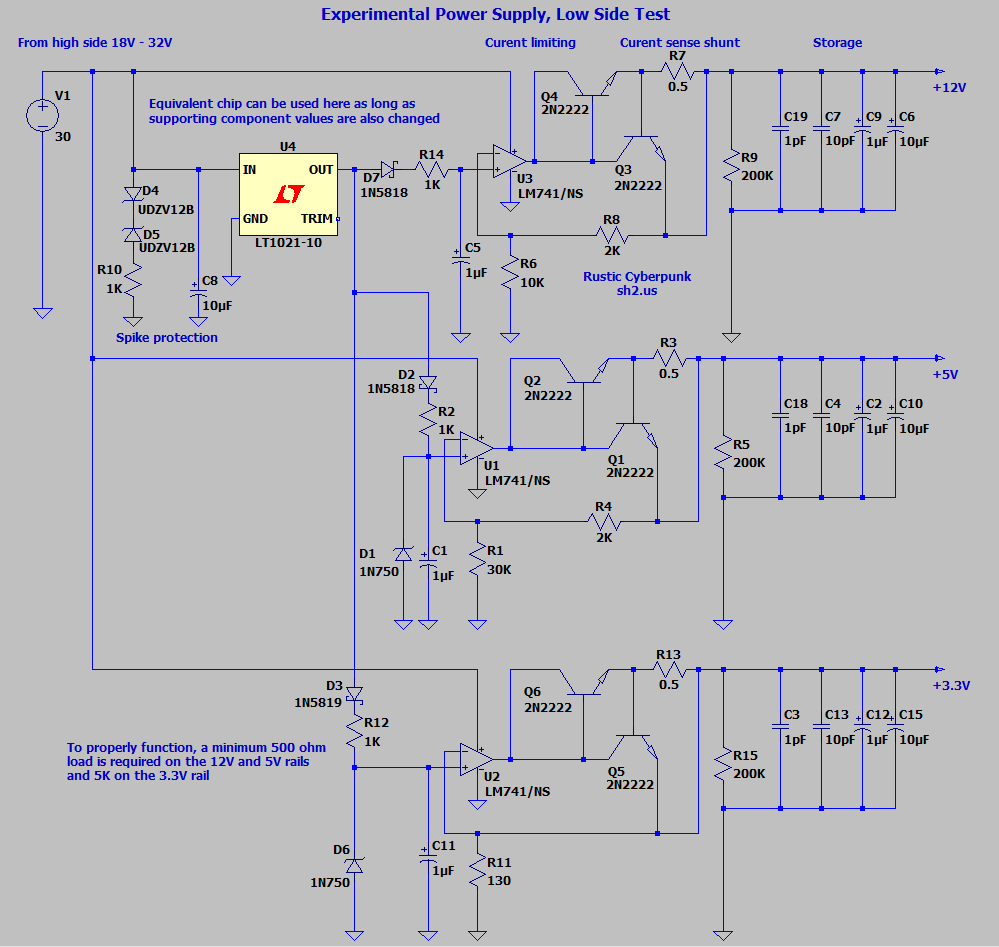 Experimental Power Supply, Low Side Test
From high side 18V - 32V
Curent limiting
Curent sense shunt
Storage
R7
0.5
+12V
V1
30
Equivalent chip can be used here as long as
supporting component values are also changed
Q4
2N2222
C19
1pF
C7
10pF
C9
1µF
C6
10µF
U4
IN
OUT
GND
TRIM
LT1021-10
D7
1N5818
R14
1K
U3
LM741/NS
Q3
2N2222
R9
200K
D4
UDZV12B
D5
UDZV12B
R10
1K
C8
10µF
Spike protection
C5
1µF
R6
10K
R8
2K
Rustic Cyberpunk
sh2.us
R3
0.5
+5V
D2
1N5818
R2
1K
Q2
2N2222
C18
1pF
C4
10pF
C2
1µF
C10
10µF
U1
LM741/NS
Q1
2N2222
R5
200K
R4
2K
D1
1N750
C1
1µF
R1
30K
R13
0.5
+3.3V
D3
1N5819
R12
1K
Q6
2N2222
C3
1pF
C13
10pF
C12
1µF
C15
10µF
To properly function, a minimum 500 ohm
load is required on the 12V and 5V rails
and 5K on the 3.3V rail
U2
LM741/NS
Q5
2N2222
R15
200K
D6
1N750
C11
1µF
R11
130